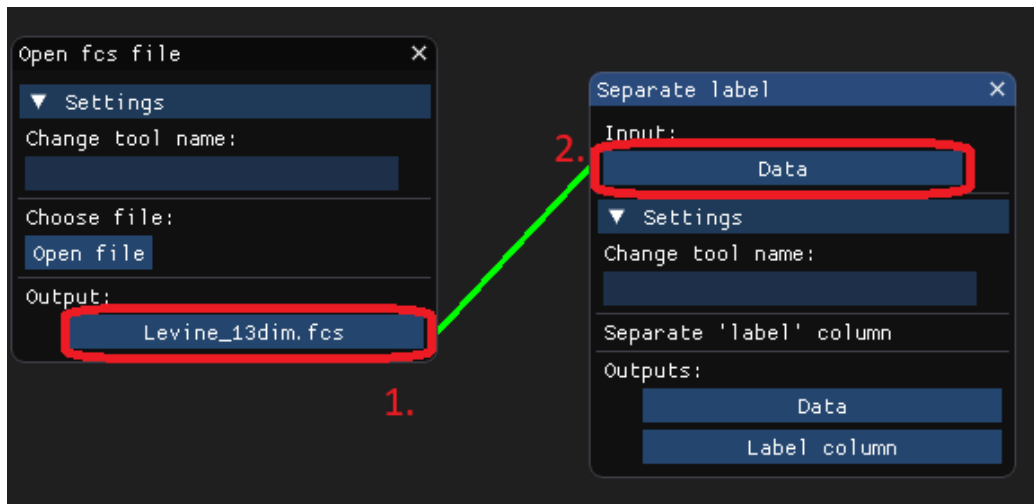 Open fcs file
Settings
Change tool name:
Choose file:
Open file
Output:
Levine_13dim.fcs
1.
2.
Separate label
Input:
Data
Settings
Change tool name:
Separate 'label' column
Outputs:
Data
Label column